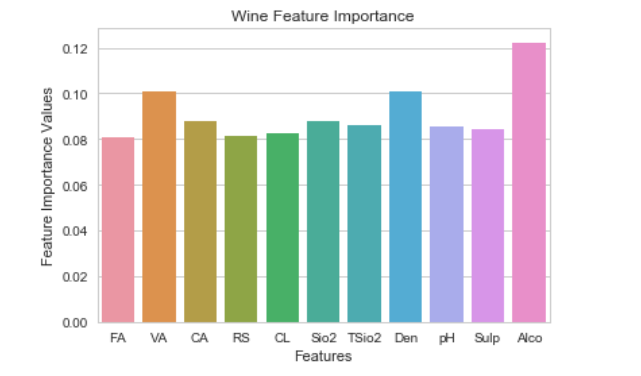 Wine Feature Importance
Feature Importance Values
0.12
0.10
0.08
0.06
0.04
0.02
0.00
FA VA CA RS CL Sio2 TSio2 Den pH Sulp Alco
Features